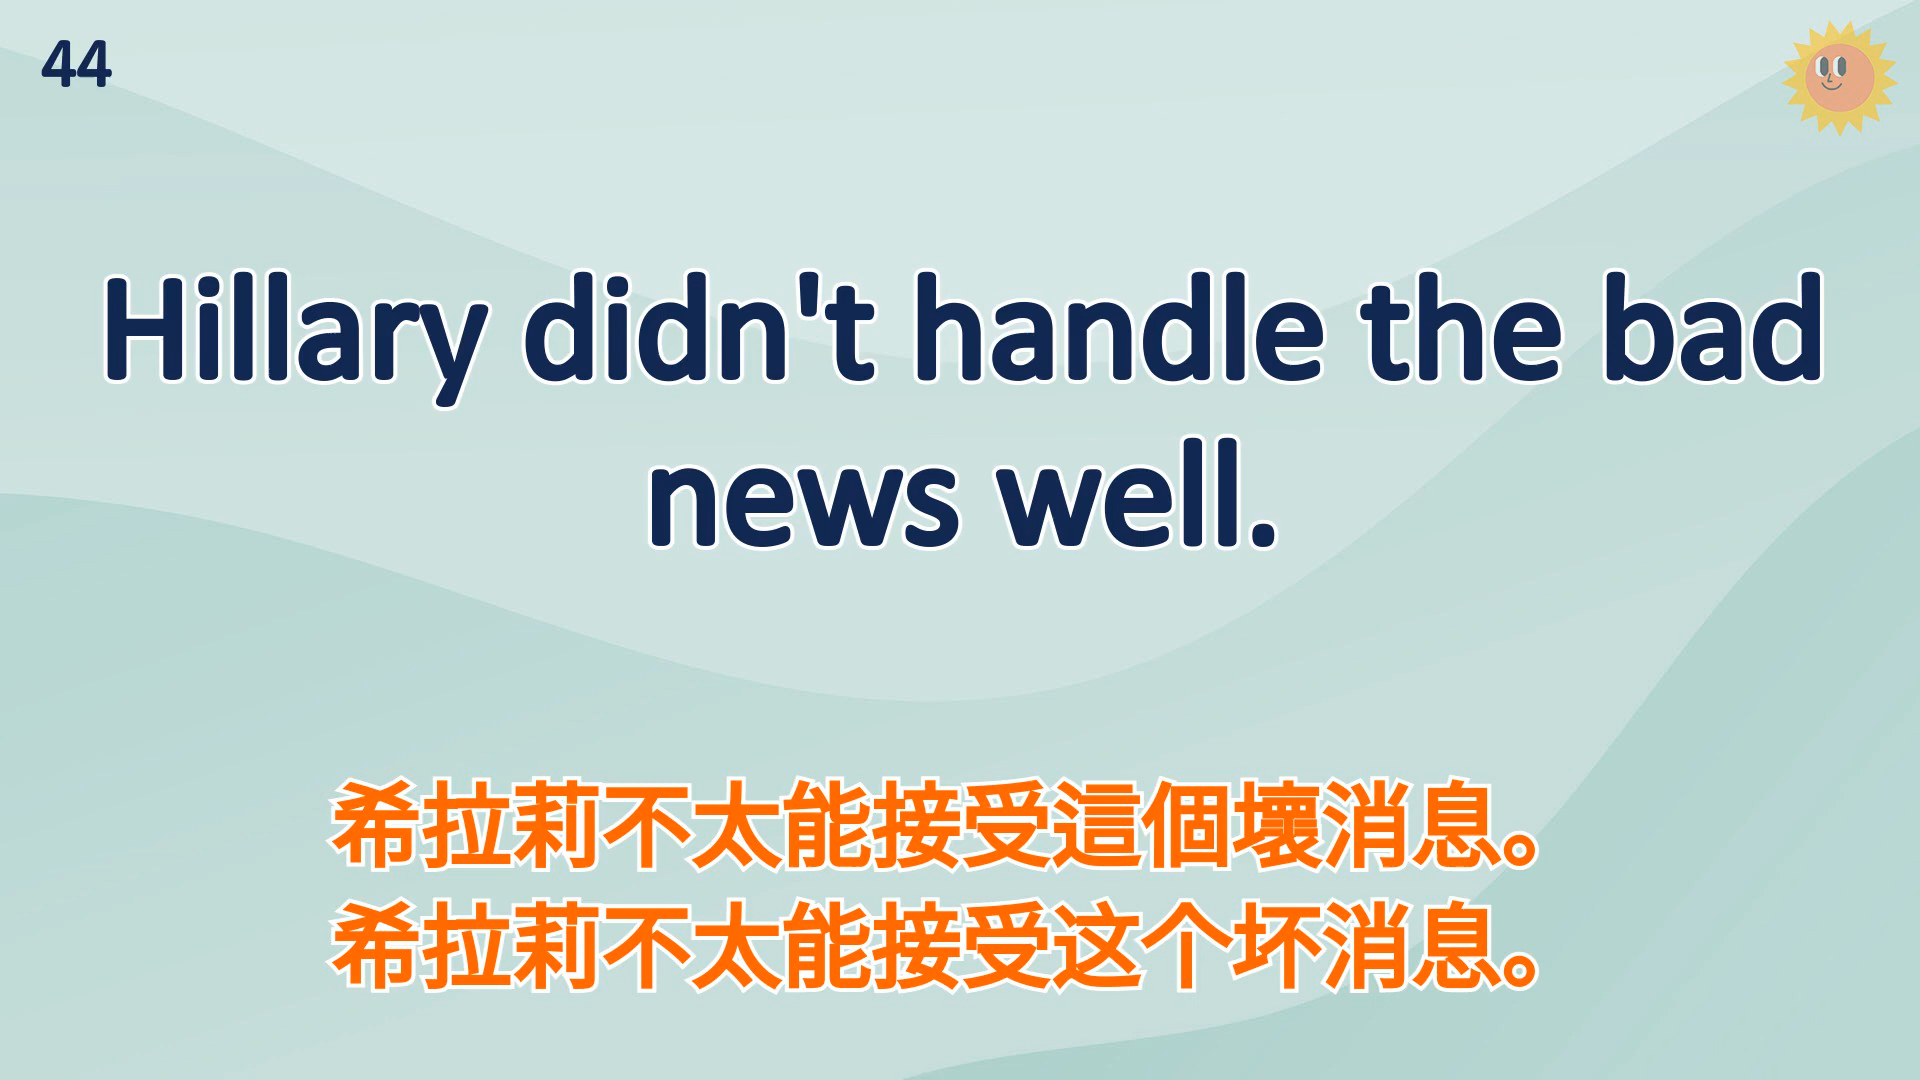 44
Hillary didn't handle the bad
news well.
希拉莉不太能接受這個壞消息。
希拉莉不太能接受这个坏消息。